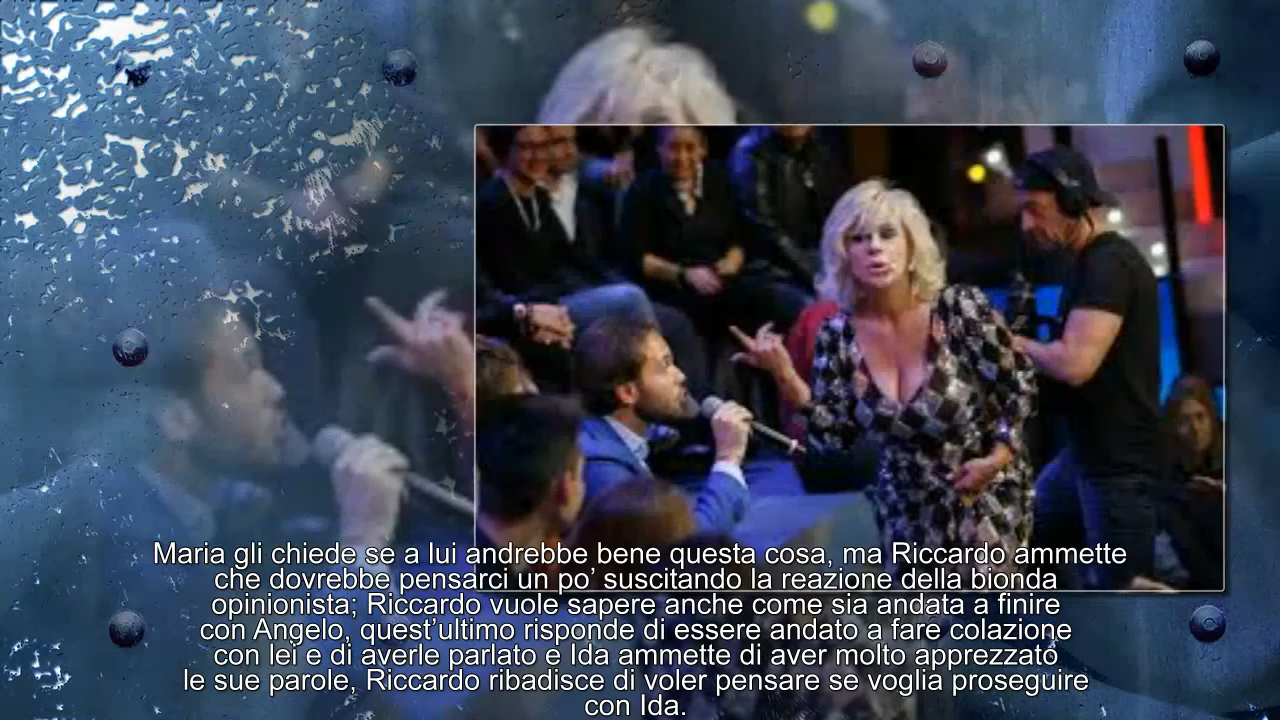 Maria gli chiede se a lui andrebbe bene questa cosa, ma Riccardo ammette
che dovrebbe pensarci un po’ suscitando la reazione della bionda
opinionista; Riccardo vuole sapere anche come sia andata a finire
con Angelo, quest’ultimo risponde di essere andato a fare colazione
con lei e di averle parlato e Ida ammette di aver molto apprezzato
le sue parole, Riccardo ribadisce di voler pensare se voglia proseguire
con Ida.